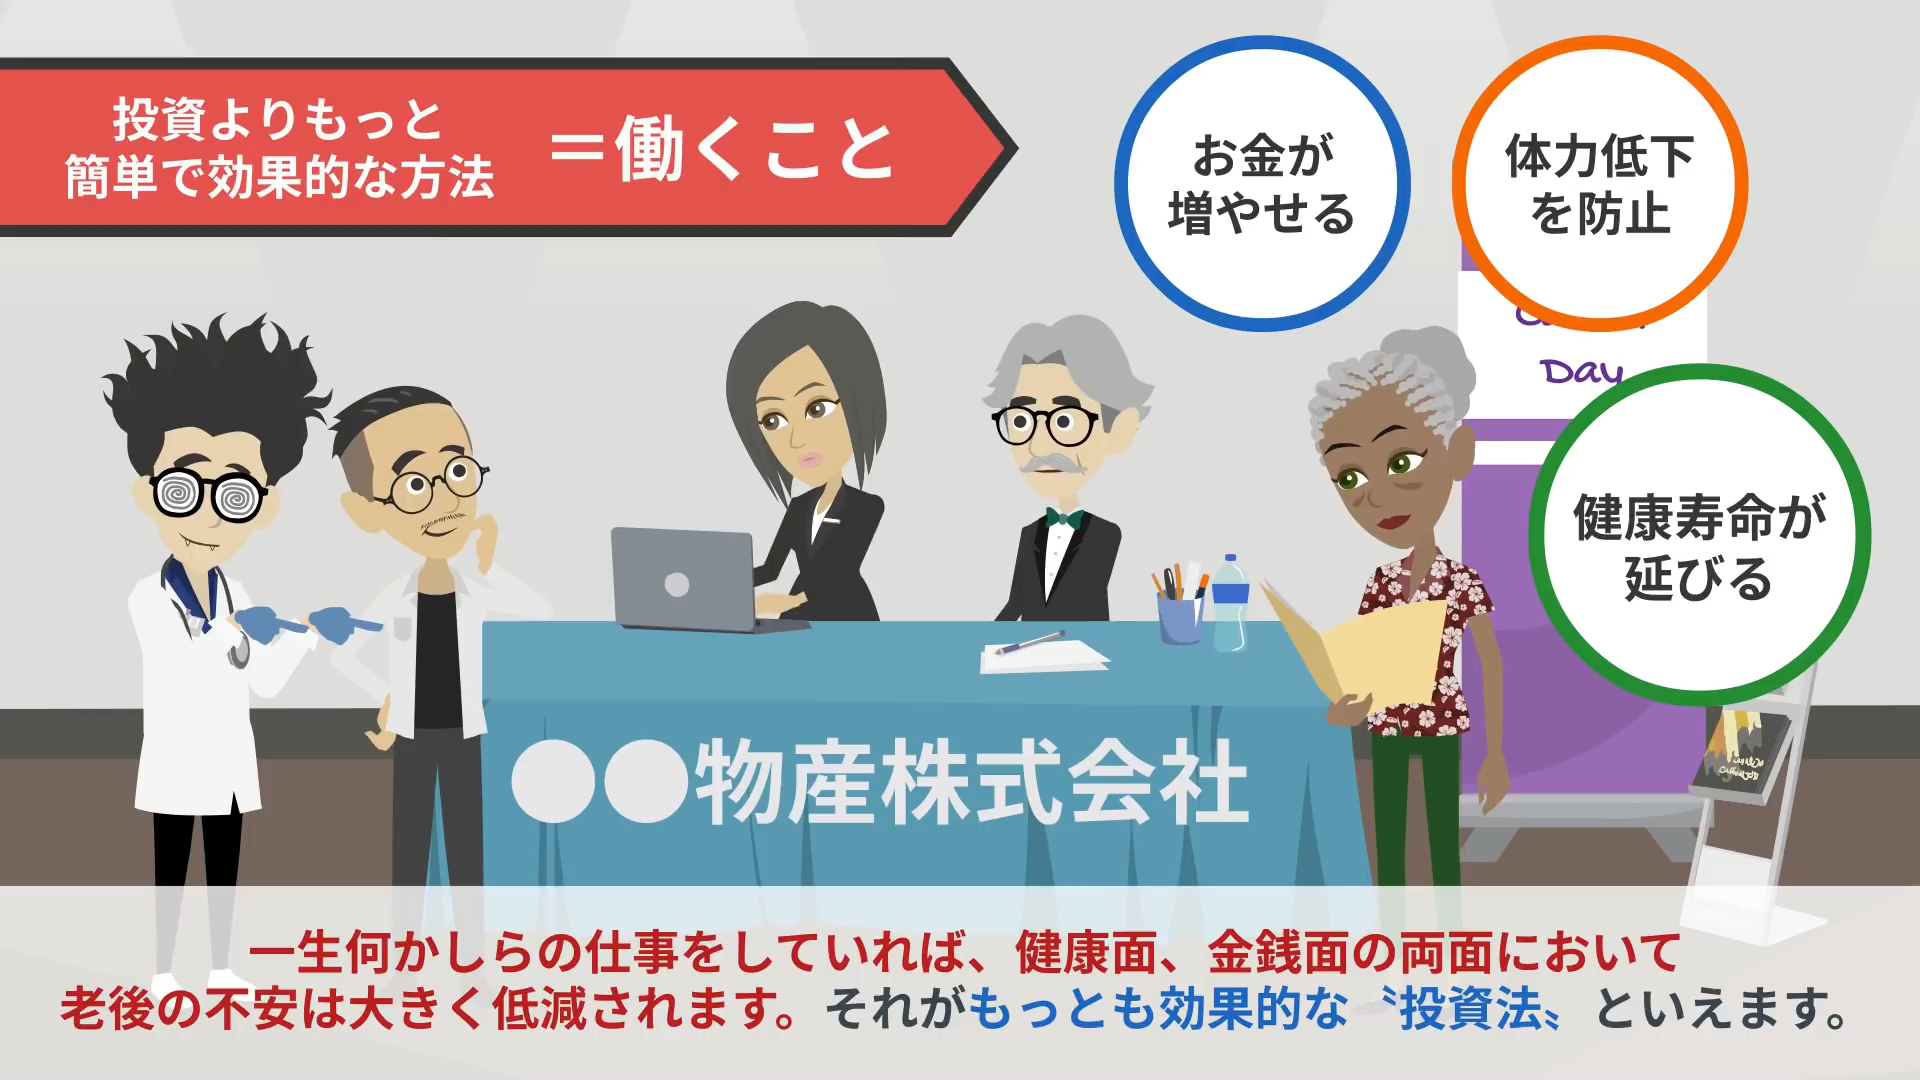 投資よりもっと
簡単で効果的な方法
＝働くこと
お金が
増やせる
体力低下
を防止
Day
健康寿命が
延びる
●●物産株式会社
一生何かしらの仕事をしていれば、健康面、金銭面の両面において
老後の不安は大きく低減されます。それがもっとも効果的な〝投資法〟といえます。